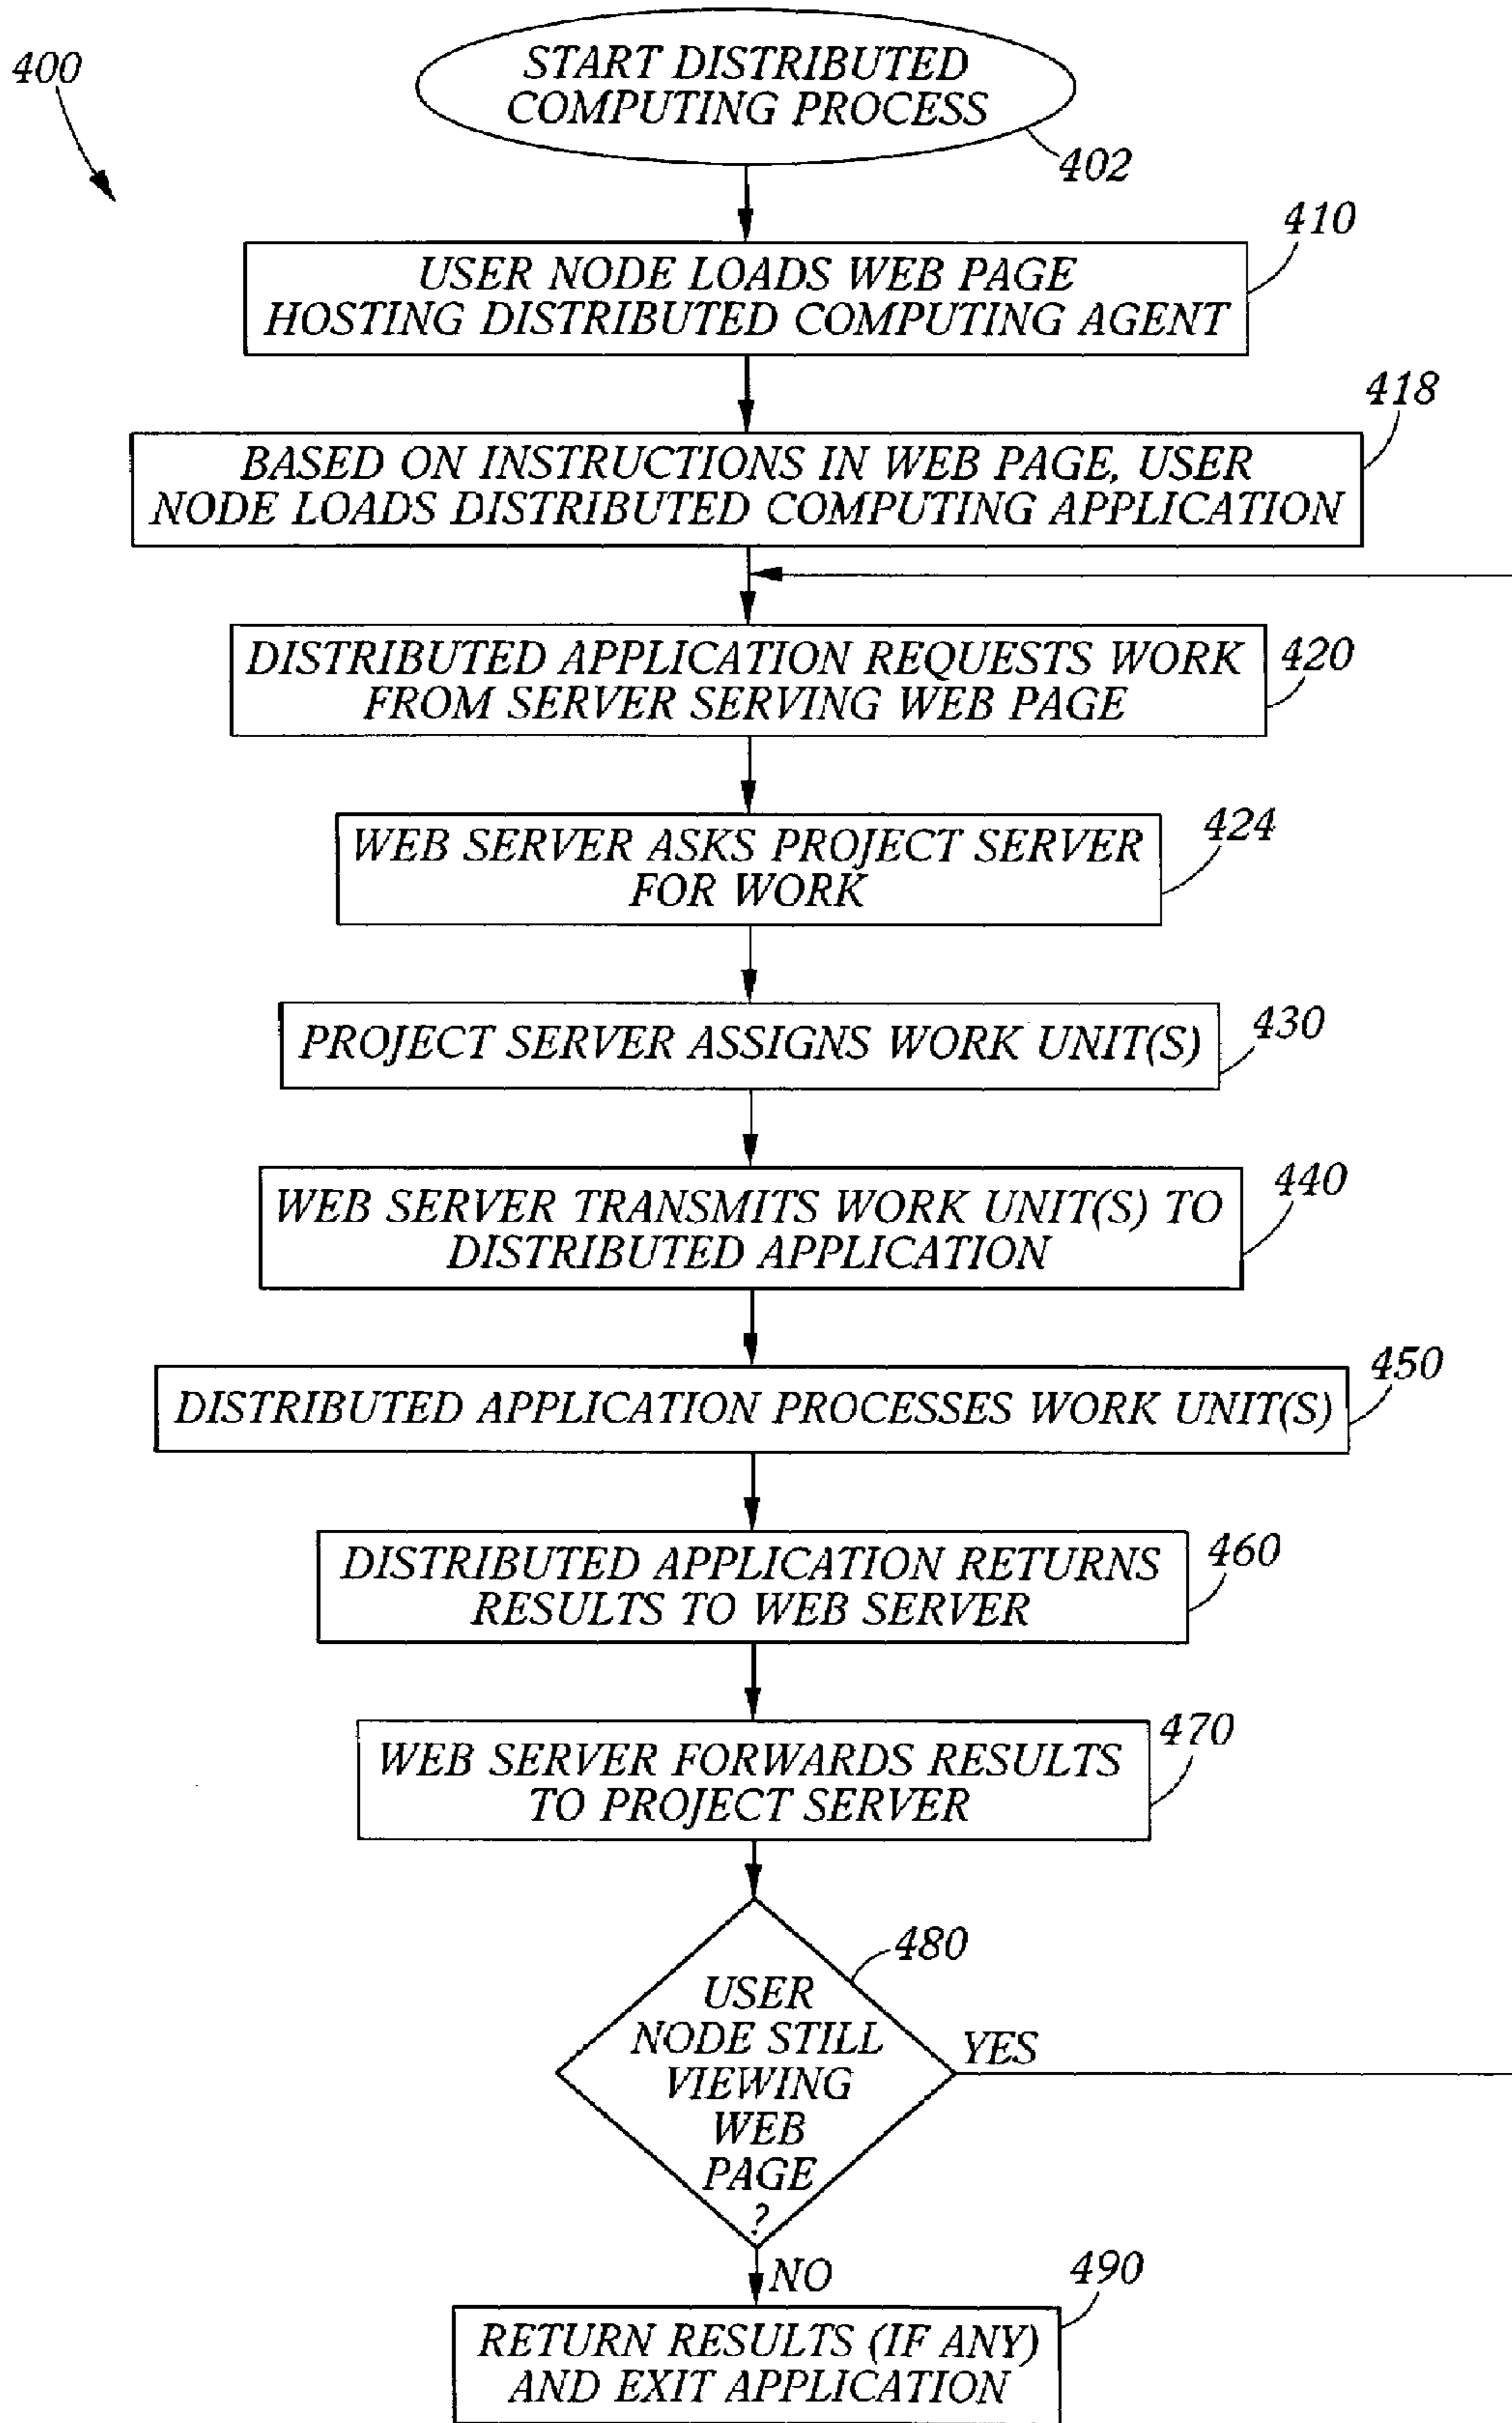 400
START DISTRIBUTED
COMPUTING PROCESS
402
410
USER NODE LOADS WEB PAGE
HOSTING DISTRIBUTED COMPUTING AGENT
418
BASED ON INSTRUCTIONS IN WEB PAGE, USER
NODE LOADS DISTRIBUTED COMPUTING APPLICATION
DISTRIBUTED APPLICATION REQUESTS WORK
FROM SERVER SERVING WEB PAGE
420
WEB SERVER ASKS PROJECT SERVER
FOR WORK
424
PROJECT SERVER ASSIGNS WORK UNIT(S)
430
WEB SERVER TRANSMITS WORK UNIT(S) TO
DISTRIBUTED APPLICATION
440
DISTRIBUTED APPLICATION PROCESSES WORK UNIT(S)
450
DISTRIBUTED APPLICATION RETURNS
RESULTS TO WEB SERVER
460
WEB SERVER FORWARDS RESULTS
TO PROJECT SERVER
470
480
USER
NODE STILL
VIEWING
WEB
PAGE
?
YES
NO
490
RETURN RESULTS (IF ANY)
AND EXIT APPLICATION